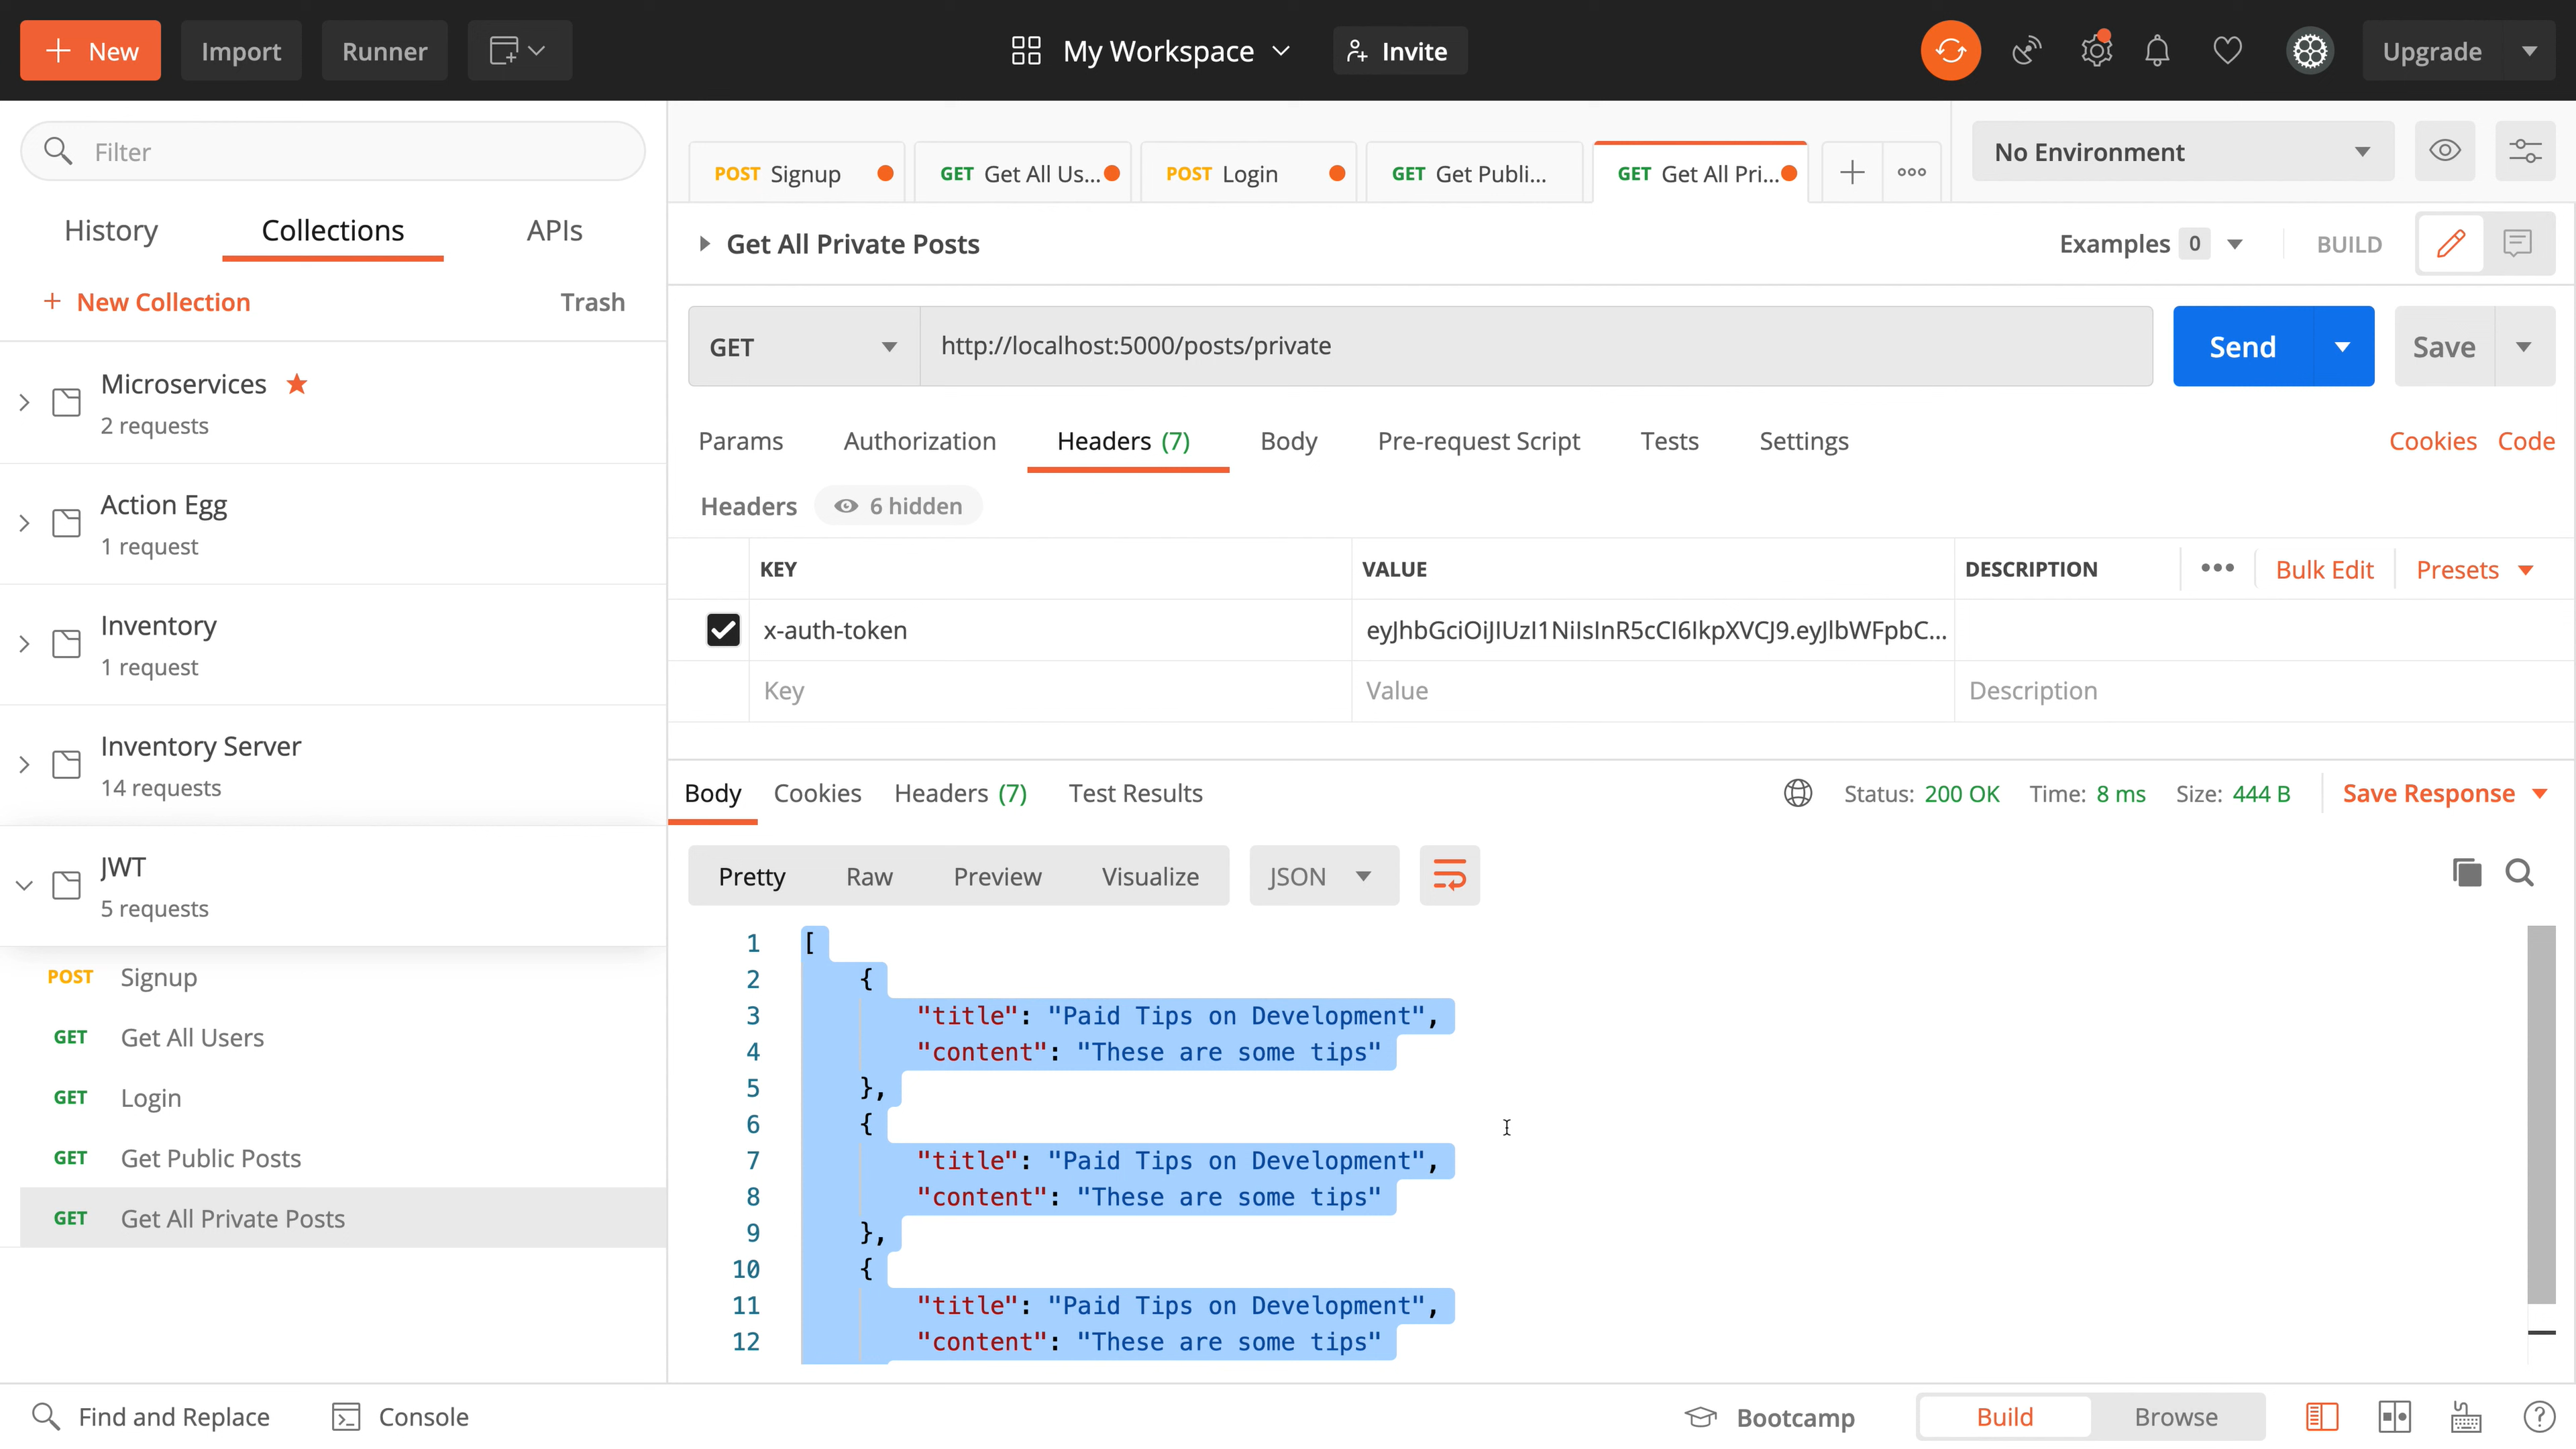 New Import Runner My Workspace Invite Upgrade
Filter
History Collections APIs
+ New Collection Trash
Microservices
2 requests
Action Egg
1 request
Inventory
1 request
Inventory Server
14 requests
JWT
5 requests
POST Signup
GET Get All Users
GET Login
GET Get Public Posts
GET Get All Private Posts
POST Signup GET Get All Us... POST Login GET Get Publi... GET Get All Pri...
No Environment
Get All Private Posts
Examples 0 BUILD
GET http://localhost:5000/posts/private Send Save
Params Authorization Headers (7) Body Pre-request Script Tests Settings Cookies Code
Headers 6 hidden
KEY VALUE DESCRIPTION Bulk Edit Presets
x-auth-token eyJhbGciOiJIUzI1NiIsInR5cCI6IkpXVCJ9.eyJlbWFpbC...
Key Value Description
Body Cookies Headers (7) Test Results Status: 200 OK Time: 8 ms Size: 444 B Save Response
Pretty Raw Preview Visualize JSON
1 [
2 {
3 "title": "Paid Tips on Development",
4 "content": "These are some tips"
5 },
6 {
7 "title": "Paid Tips on Development",
8 "content": "These are some tips"
9 },
10 {
11 "title": "Paid Tips on Development",
12 "content": "These are some tips"
Find and Replace Console Bootcamp Build Browse